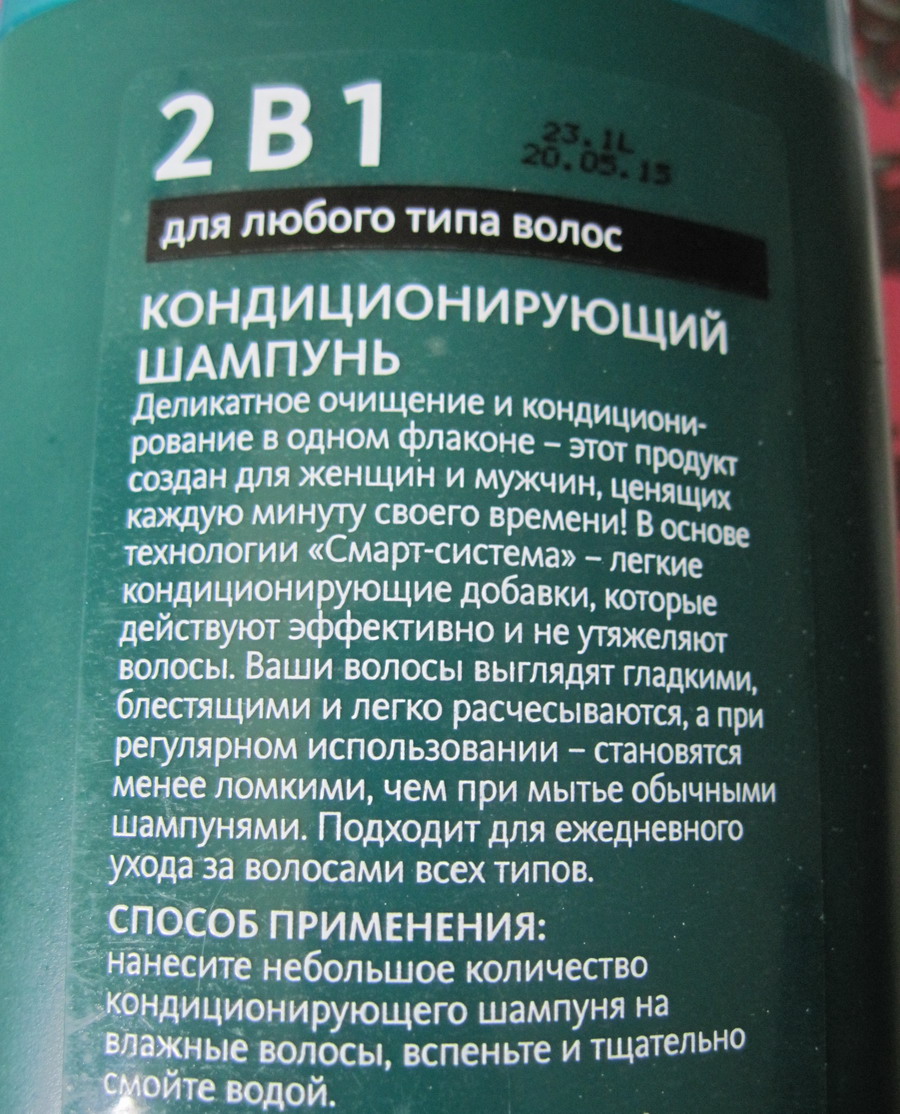 2 В 1
23.1L
20.05.15
для любого типа волос
КОНДИЦИОНИРУЮЩИЙ
ШАМПУНЬ
Деликатное очищение и кондициони-
рование в одном флаконе – этот продукт
создан для женщин и мужчин, ценящих
каждую минуту своего времени! В основе
технологии «Смарт-система» – легкие
кондиционирующие добавки, которые
действуют эффективно и не утяжеляют
волосы. Ваши волосы выглядят гладкими,
блестящими и легко расчесываются, а при
регулярном использовании – становятся
менее ломкими, чем при мытье обычными
шампунями. Подходит для ежедневного
ухода за волосами всех типов.
СПОСОБ ПРИМЕНЕНИЯ:
нанесите небольшое количество
кондиционирующего шампуня на
влажные волосы, вспеньте и тщательно
смойте водой.